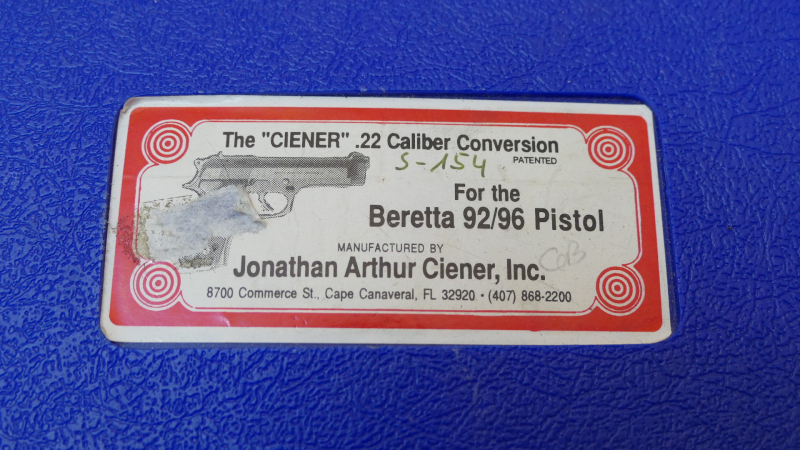 The "CIENER" .22 Caliber Conversion
PATENTED
S-154
For the
Beretta 92/96 Pistol
MANUFACTURED BY
Jonathan Arthur Ciener, Inc.
8700 Commerce St., Cape Canaveral, FL 32920 • (407) 868-2200